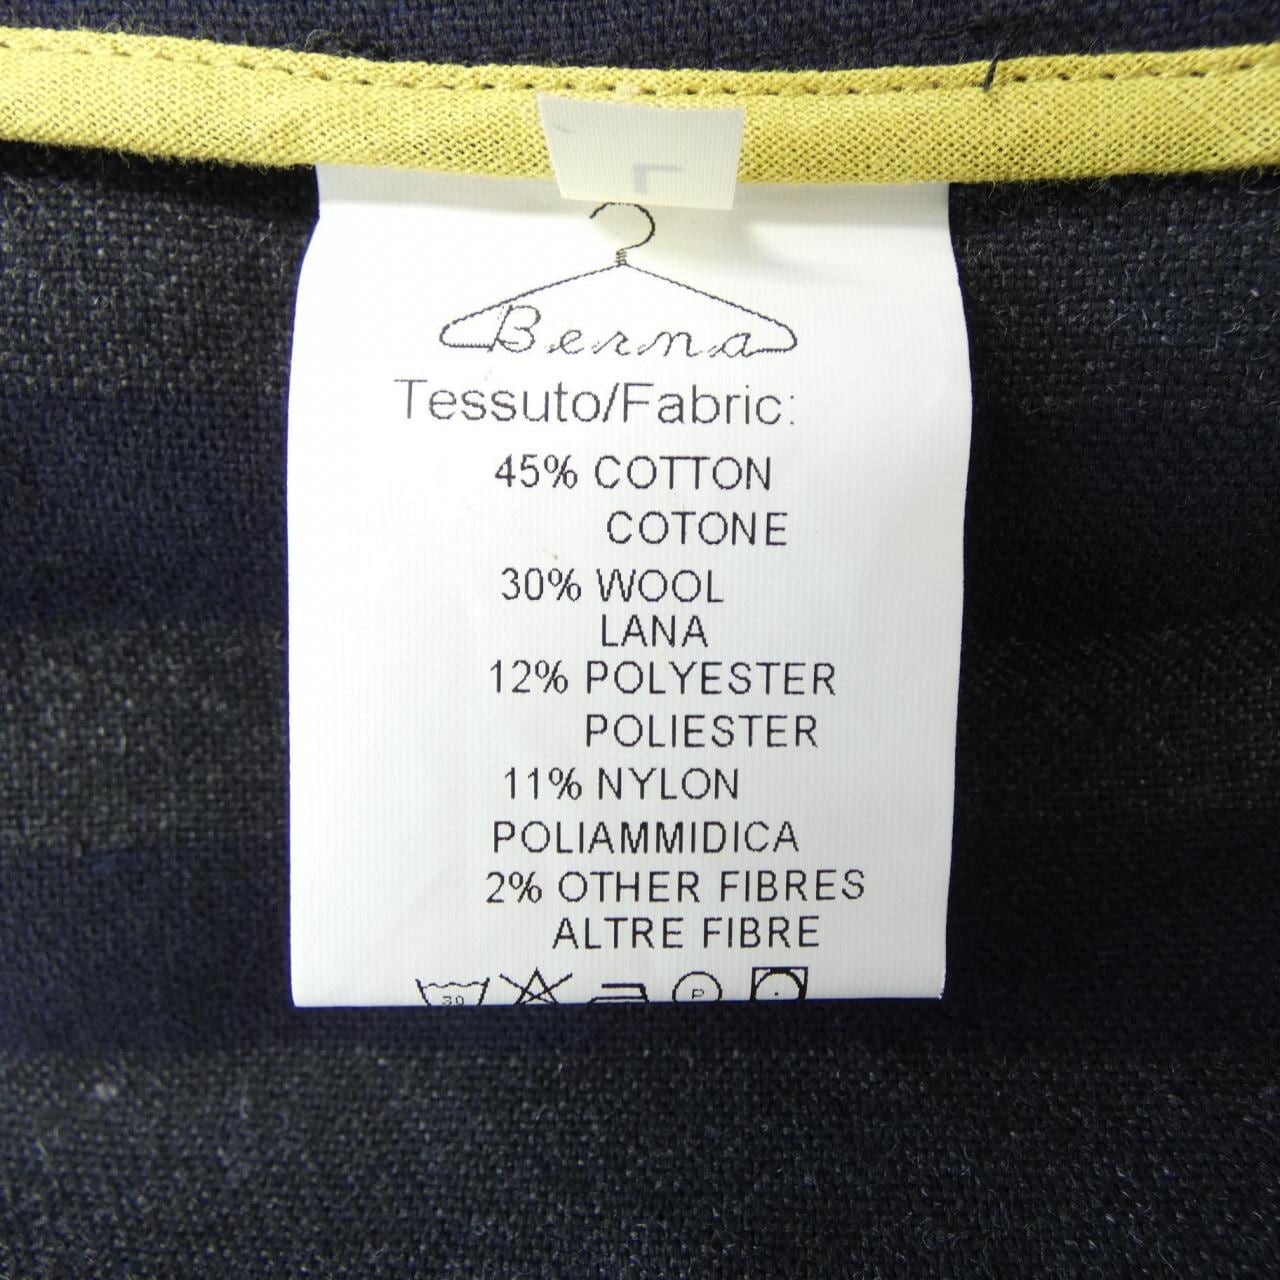 L
Berna
Tessuto/Fabric:
45% COTTON
COTONE
30% WOOL
LANA
12% POLYESTER
POLIESTER
11% NYLON
POLIAMMIDICA
2% OTHER FIBRES
ALTRE FIBRE
30 P